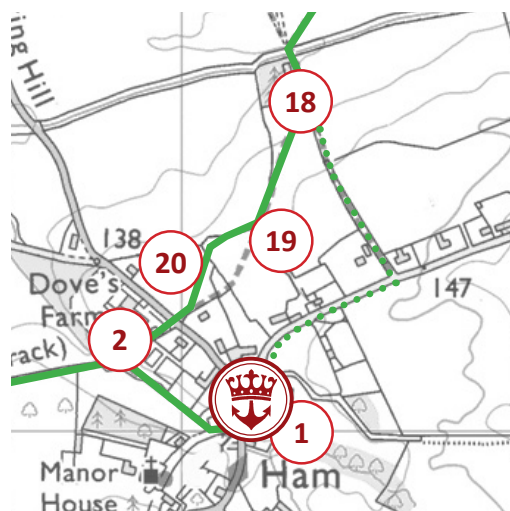 ing Hill
18
19
138
20
Dove's
Farm
147
2
rack)
1
Manor
House
Ham